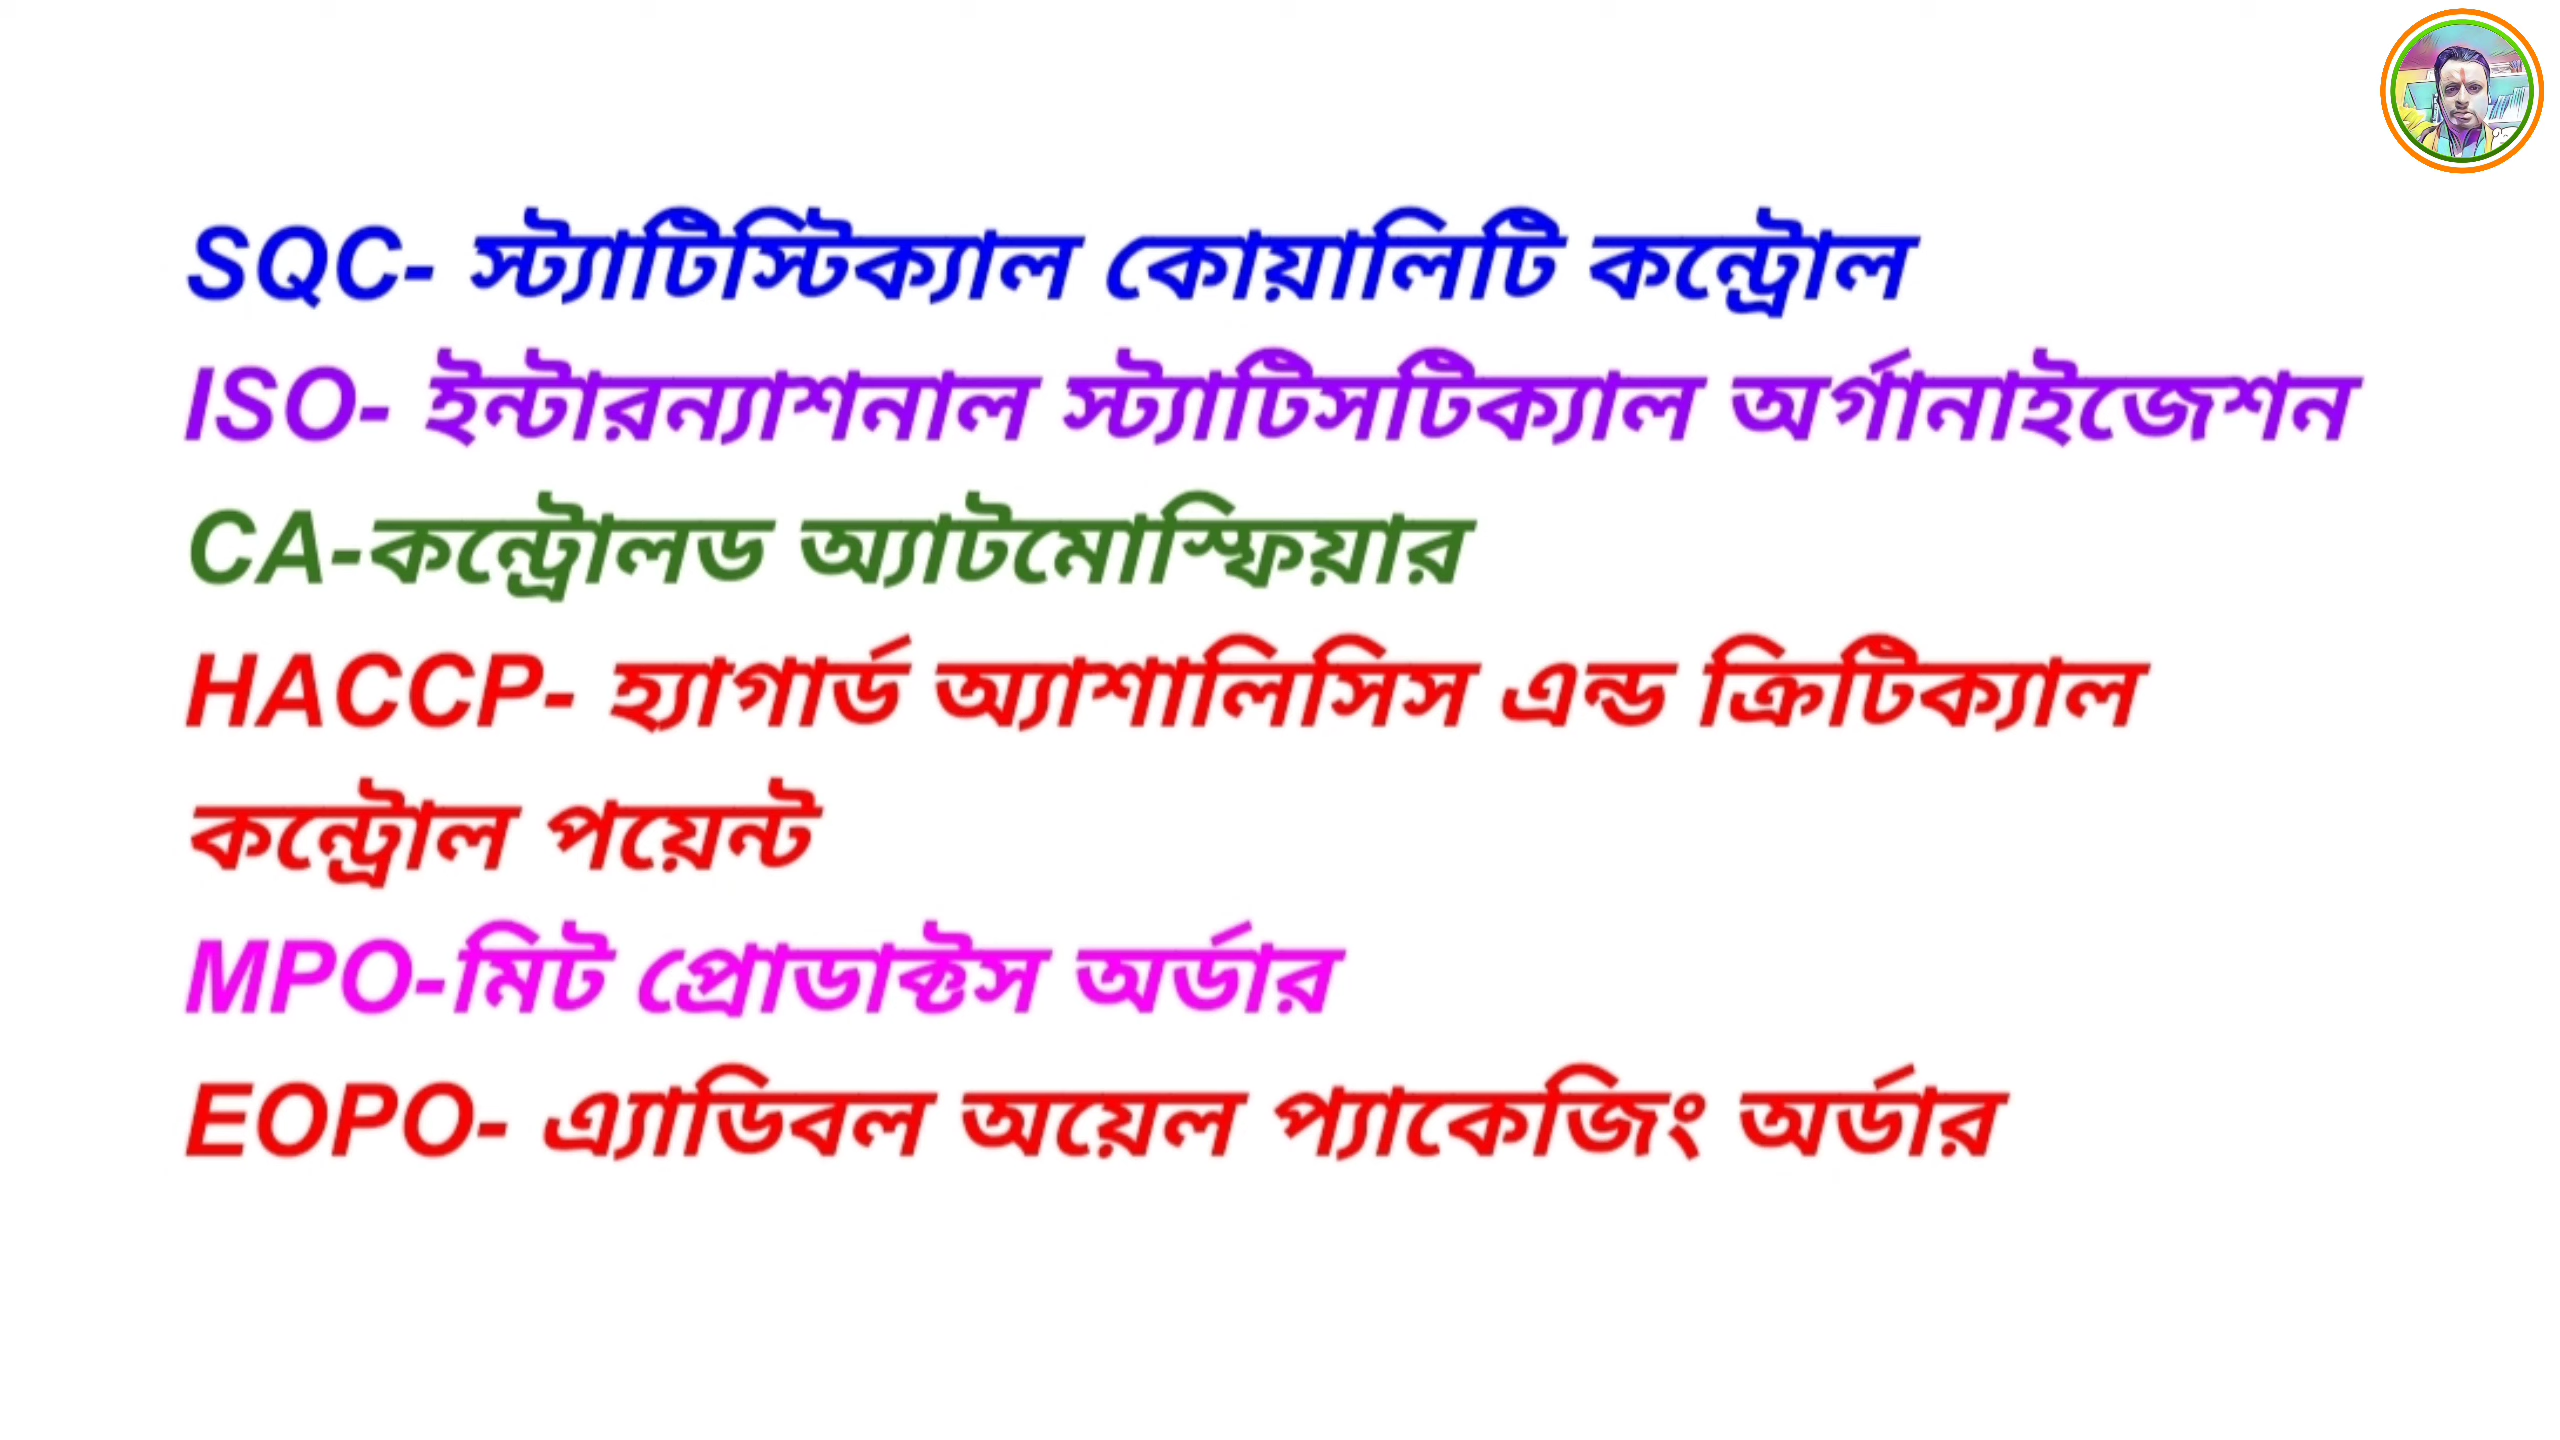 SQC- স্ট্যাটিস্টিক্যাল কোয়ালিটি কন্ট্রোল
ISO- ইন্টারন্যাশনাল স্ট্যাটিসটিক্যাল অর্গানাইজেশন
CA-কন্ট্রোলড অ্যাটমোস্ফিয়ার
HACCP- হ্যাগার্ড অ্যাশালিসিস এন্ড ক্রিটিক্যাল
কন্ট্রোল পয়েন্ট
MPO-মিট প্রোডাক্টস অর্ডার
EOPO- এ্যাডিবল অয়েল প্যাকেজিং অর্ডার